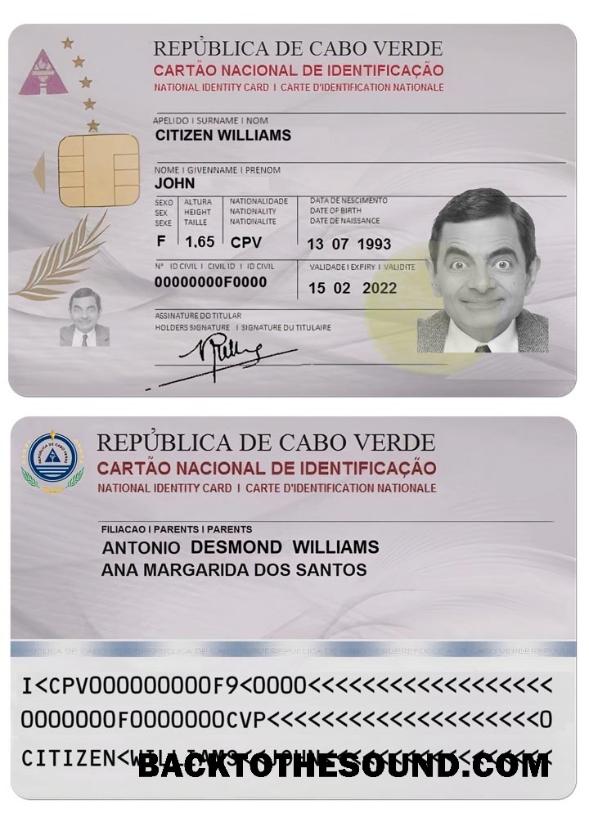 REPÚBLICA DE CABO VERDE
CARTÃO NACIONAL DE IDENTIFICAÇÃO
NATIONAL IDENTITY CARD I CARTE D'IDENTIFICATION NATIONALE
APELIDO I SURNAME I NOM
CITIZEN WILLIAMS
NOME I GIVENNAME I PRENOM
JOHN
SEXO ALTURA NACIONALIDADE DATA DE NESCIMENTO
SEX HEIGHT NATIONALITY DATE OF BIRTH
SEXE TAILLE NATIONALITE DATE DE NAISSANCE
F 1.65 CPV 13 07 1993
Nº ID CIVIL I CIVIL ID I ID CIVIL VALIDADE I EXPIRY I VALIDITE
00000000F0000 15 02 2022
ASSINATURE DO TITULAR
HOLDERS SIGNATURE I SIGNATURE DU TITULAIRE
REPÚBLICA DE CABO VERDE
CARTÃO NACIONAL DE IDENTIFICAÇÃO
NATIONAL IDENTITY CARD I CARTE D'IDENTIFICATION NATIONALE
FILIACAO I PARENTS I PARENTS
ANTONIO DESMOND WILLIAMS
ANA MARGARIDA DOS SANTOS
I<CPV000000000F9<0000<<<<<<<<<<<<<<<<<<<
0000000F0000000CVP<<<<<<<<<<<<<<<<<<<<<0
CITIZEN<WILLIAMS<<JOHN<<<<<<<<<<<<<<<<<<
BACKTOTHESOUND.COM